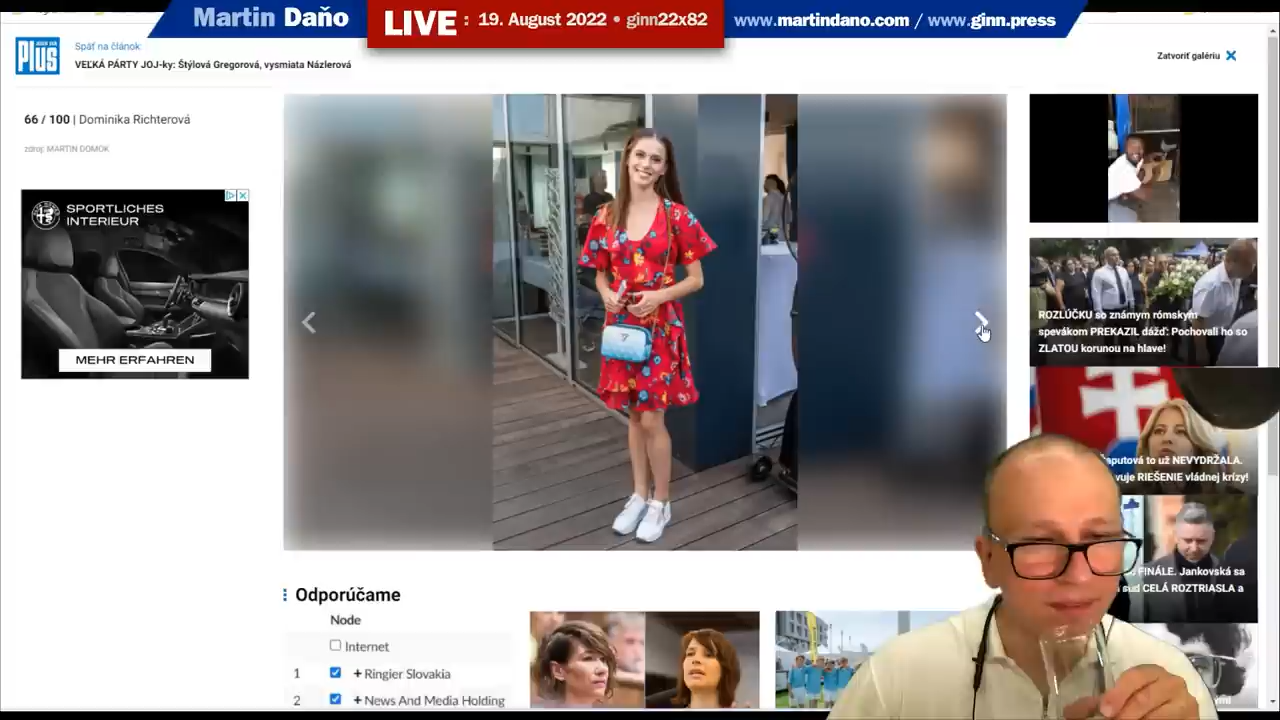 Martin Daňo
LIVE : 19. August 2022 • ginn22x82
www.martindano.com / www.ginn.press
Plus
Späť na článok:
VEĽKÁ PÁRTY JOJ-ky: Štýlová Gregorová, vysmiata Názlerová
Zatvoriť galériu
66 / 100 | Dominika Richterová
zdroj: MARTIN DOMOK
SPORTLICHES
INTERIEUR
MEHR ERFAHREN
ROZLÚČKU so známym rómskym
spevákom PREKAZIL dážď: Pochovali ho so
ZLATOU korunou na hlave!
aputová to už NEVYDRŽALA.
vuje RIEŠENIE vládnej krízy!
FINÁLE. Jankovská sa
sud CELÁ ROZTRIASLA a
Odporúčame
Node
Internet
1 + Ringier Slovakia
2 + News And Media Holding